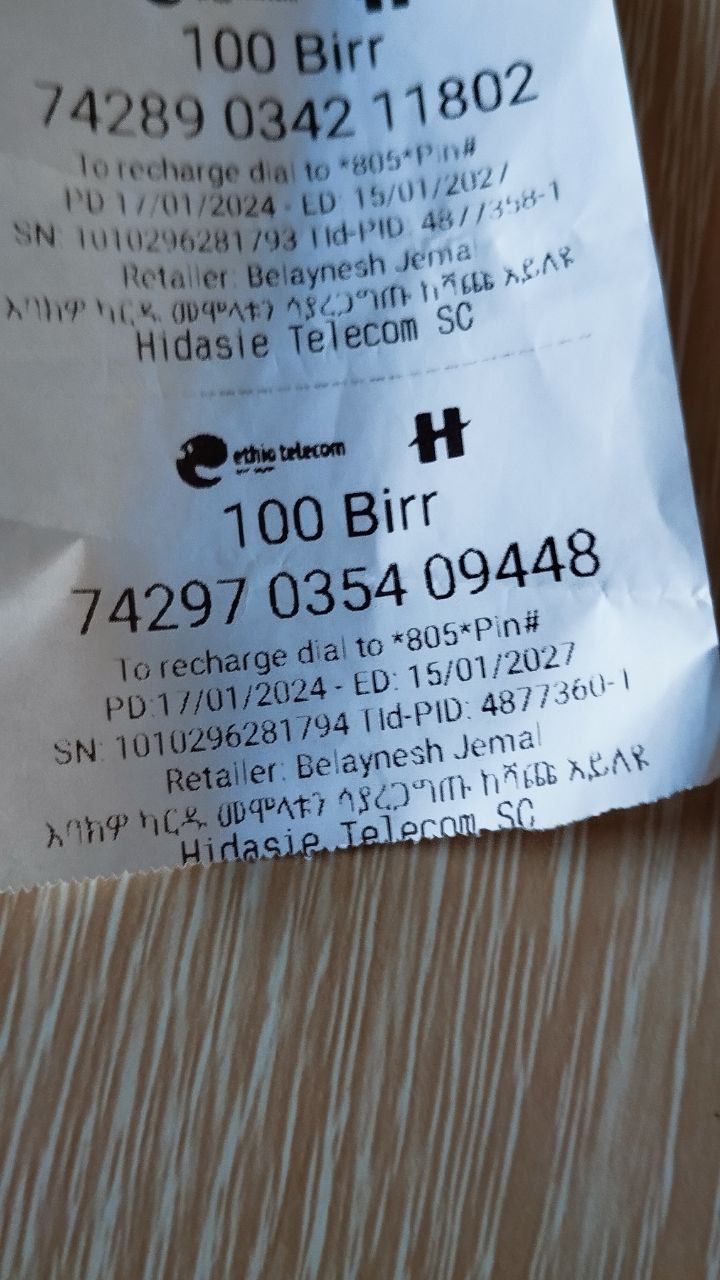 100 Birr
74289 0342 11802
To recharge dial to *805*Pin#
PD 17/01/2024 - ED: 15/01/2027
SN: 1010296281793 Tid-PID: 4877358-1
Retailer: Belaynesh Jemal
እባክዎ ካርዱ መሞላቱን ሳያረጋግጡ ከሻጩ አይለዩ
Hidasie Telecom SC
ethio telecom H
100 Birr
74297 0354 09448
To recharge dial to *805*Pin#
PD:17/01/2024 - ED: 15/01/2027
SN: 1010296281794 Tid-PID: 4877360-1
Retailer: Belaynesh Jemal
እባክዎ ካርዱ መሞላቱን ሳያረጋግጡ ከሻጩ አይለዩ
Hidasie Telecom SC